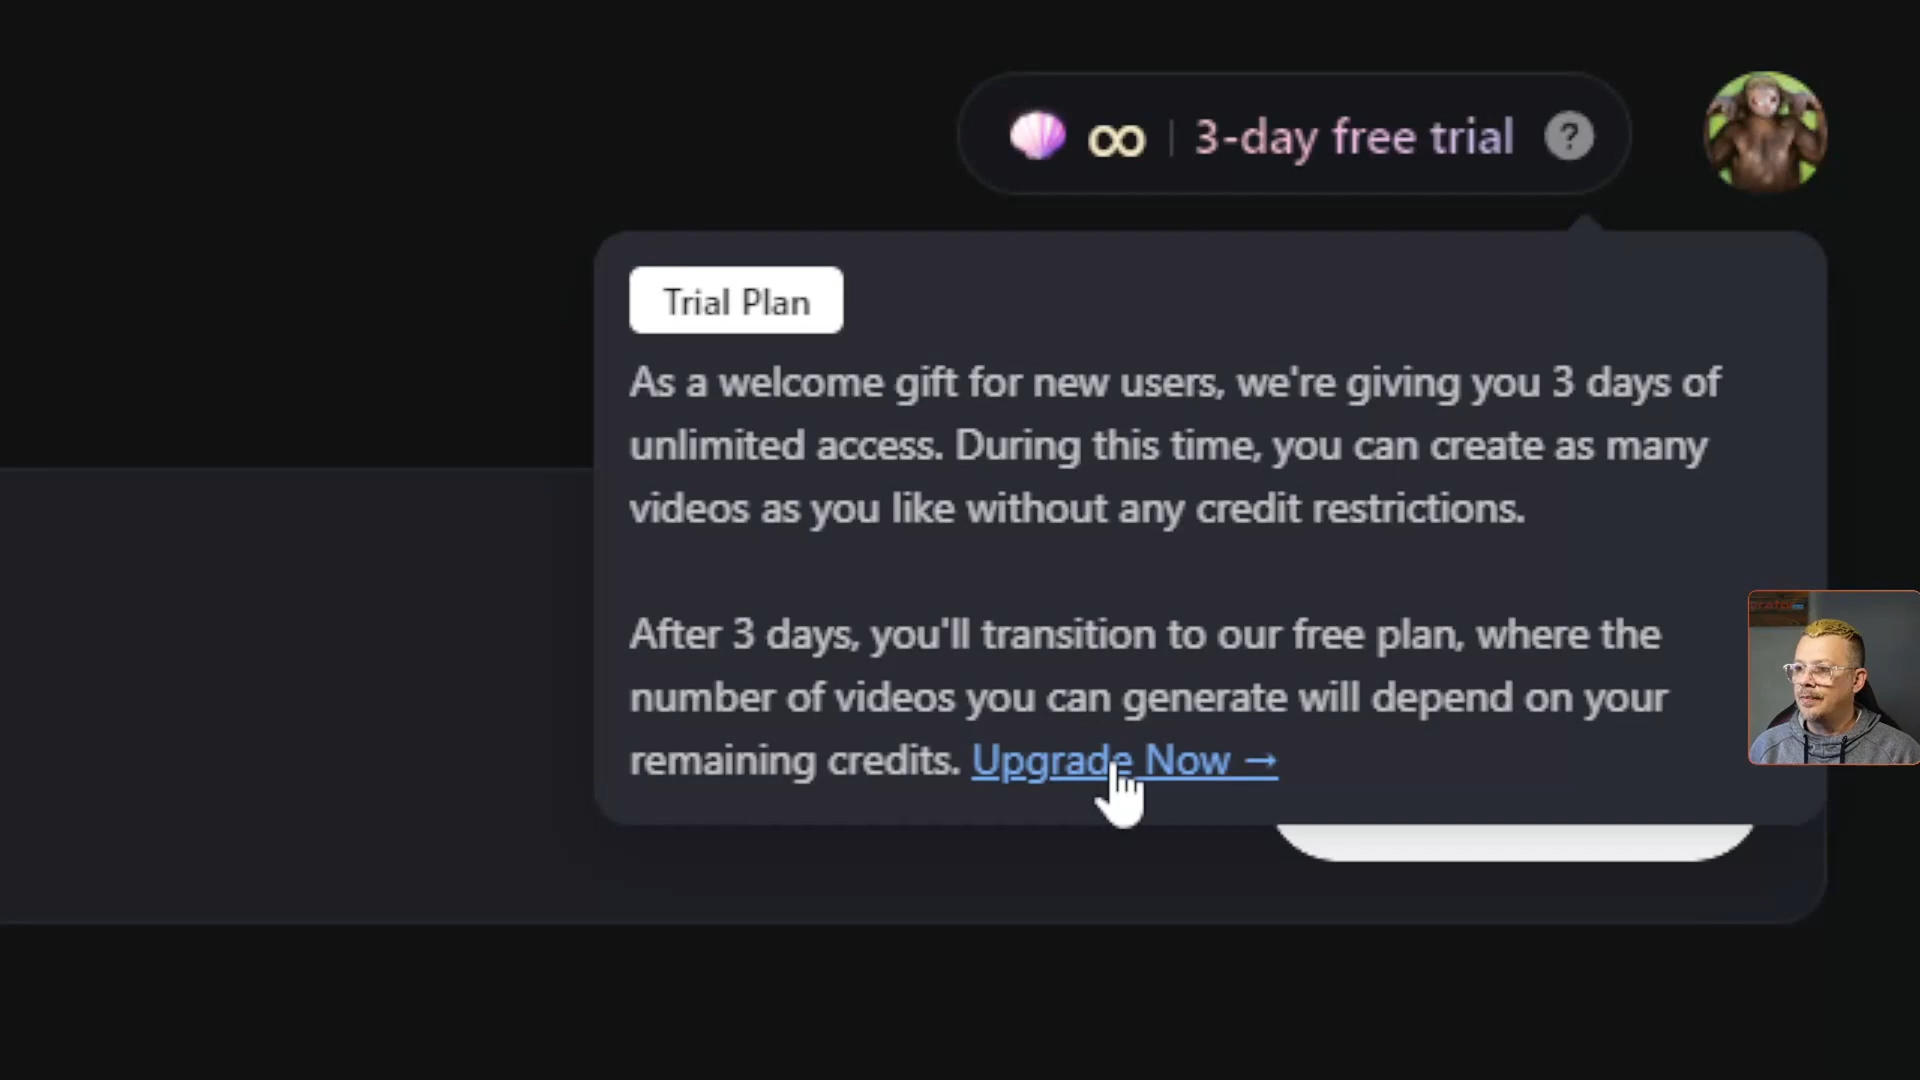 ∞ | 3-day free trial ?
Trial Plan
As a welcome gift for new users, we're giving you 3 days of
unlimited access. During this time, you can create as many
videos as you like without any credit restrictions.
After 3 days, you'll transition to our free plan, where the
number of videos you can generate will depend on your
remaining credits. Upgrade Now →